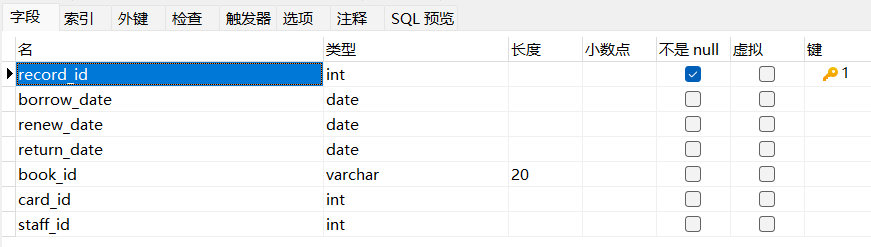 字段 索引 外键 检查 触发器 选项 注释 SQL 预览
名 类型 长度 小数点 不是 null 虚拟 键
record_id int 1
borrow_date date
renew_date date
return_date date
book_id varchar 20
card_id int
staff_id int